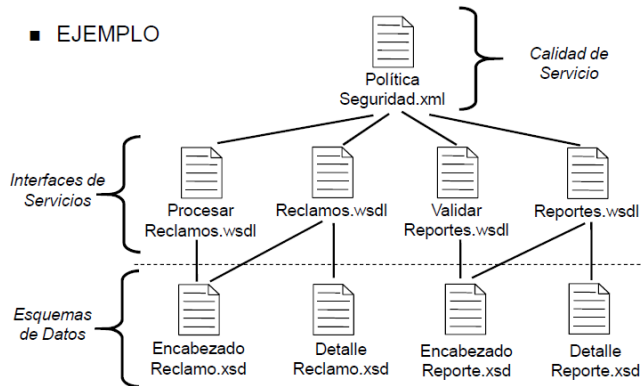 ■ EJEMPLO
Calidad de
Servicio
Política
Seguridad.xml
Interfaces de
Servicios
Procesar
Reclamos.wsdl
Reclamos.wsdl
Validar
Reportes.wsdl
Reportes.wsdl
Esquemas
de Datos
Encabezado
Reclamo.xsd
Detalle
Reclamo.xsd
Encabezado
Reporte.xsd
Detalle
Reporte.xsd